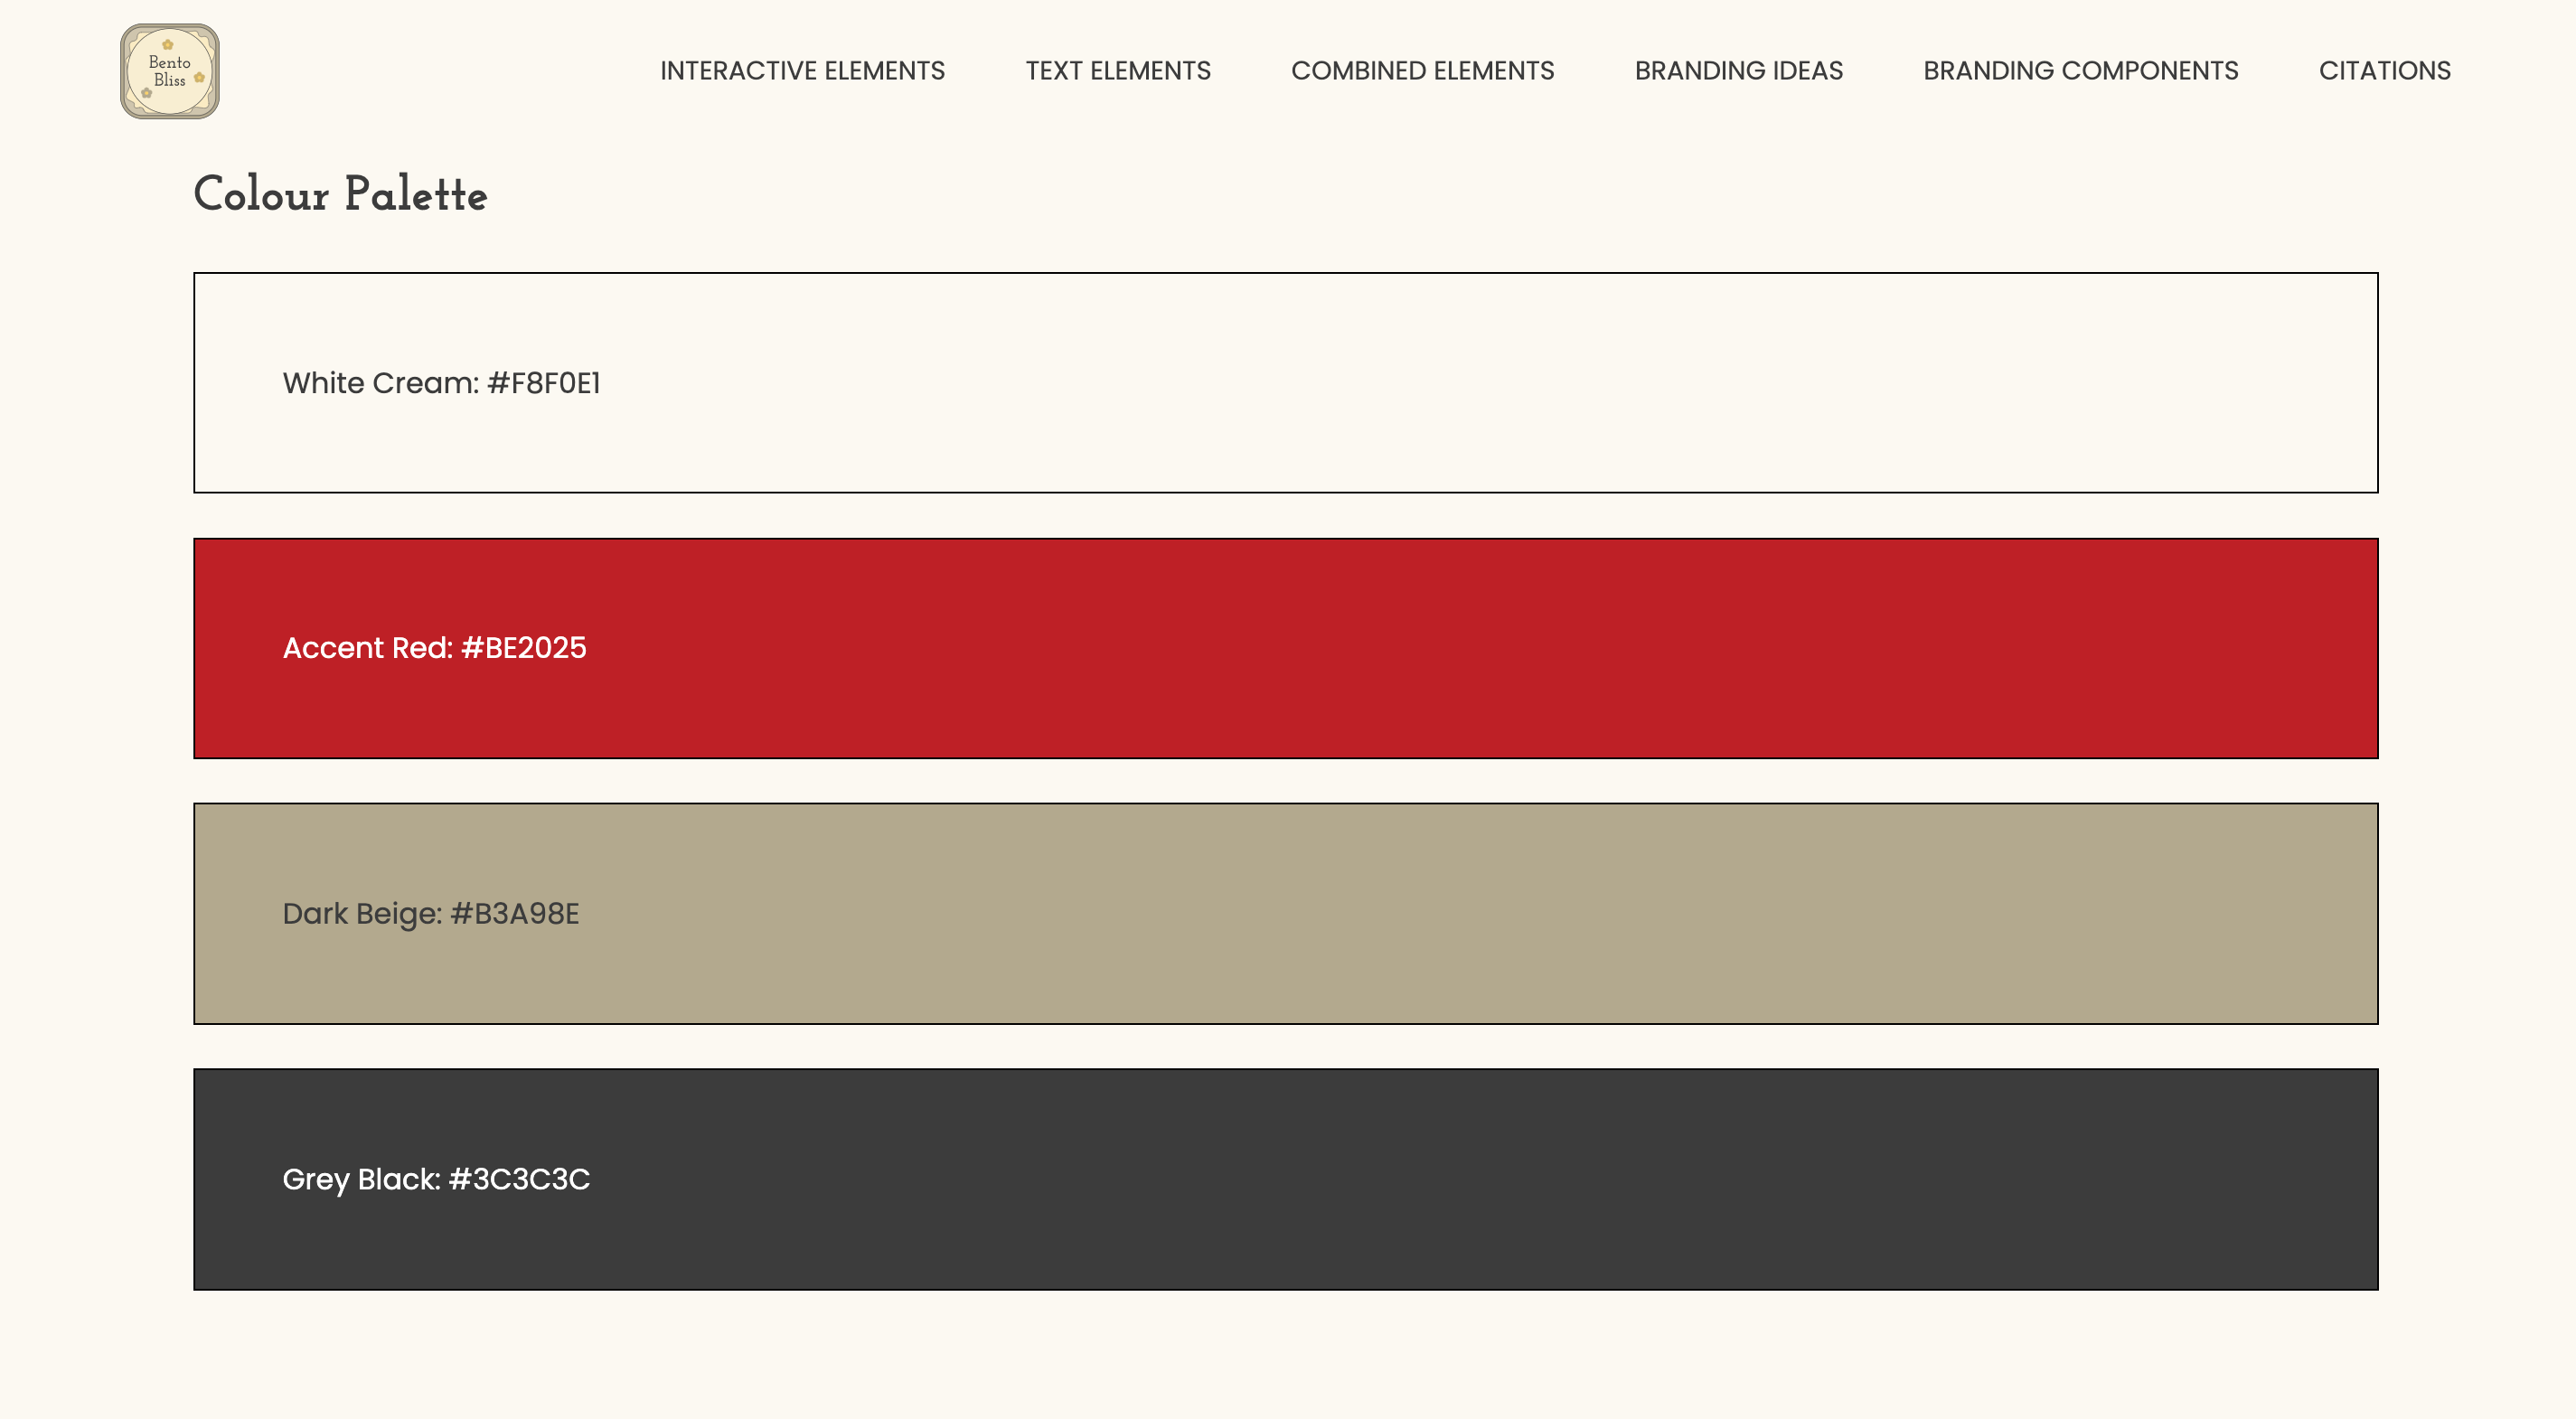 Bento
Bliss
INTERACTIVE ELEMENTS
TEXT ELEMENTS
COMBINED ELEMENTS
BRANDING IDEAS
BRANDING COMPONENTS
CITATIONS
Colour Palette
White Cream: #F8F0E1
Accent Red: #BE2025
Dark Beige: #B3A98E
Grey Black: #3C3C3C